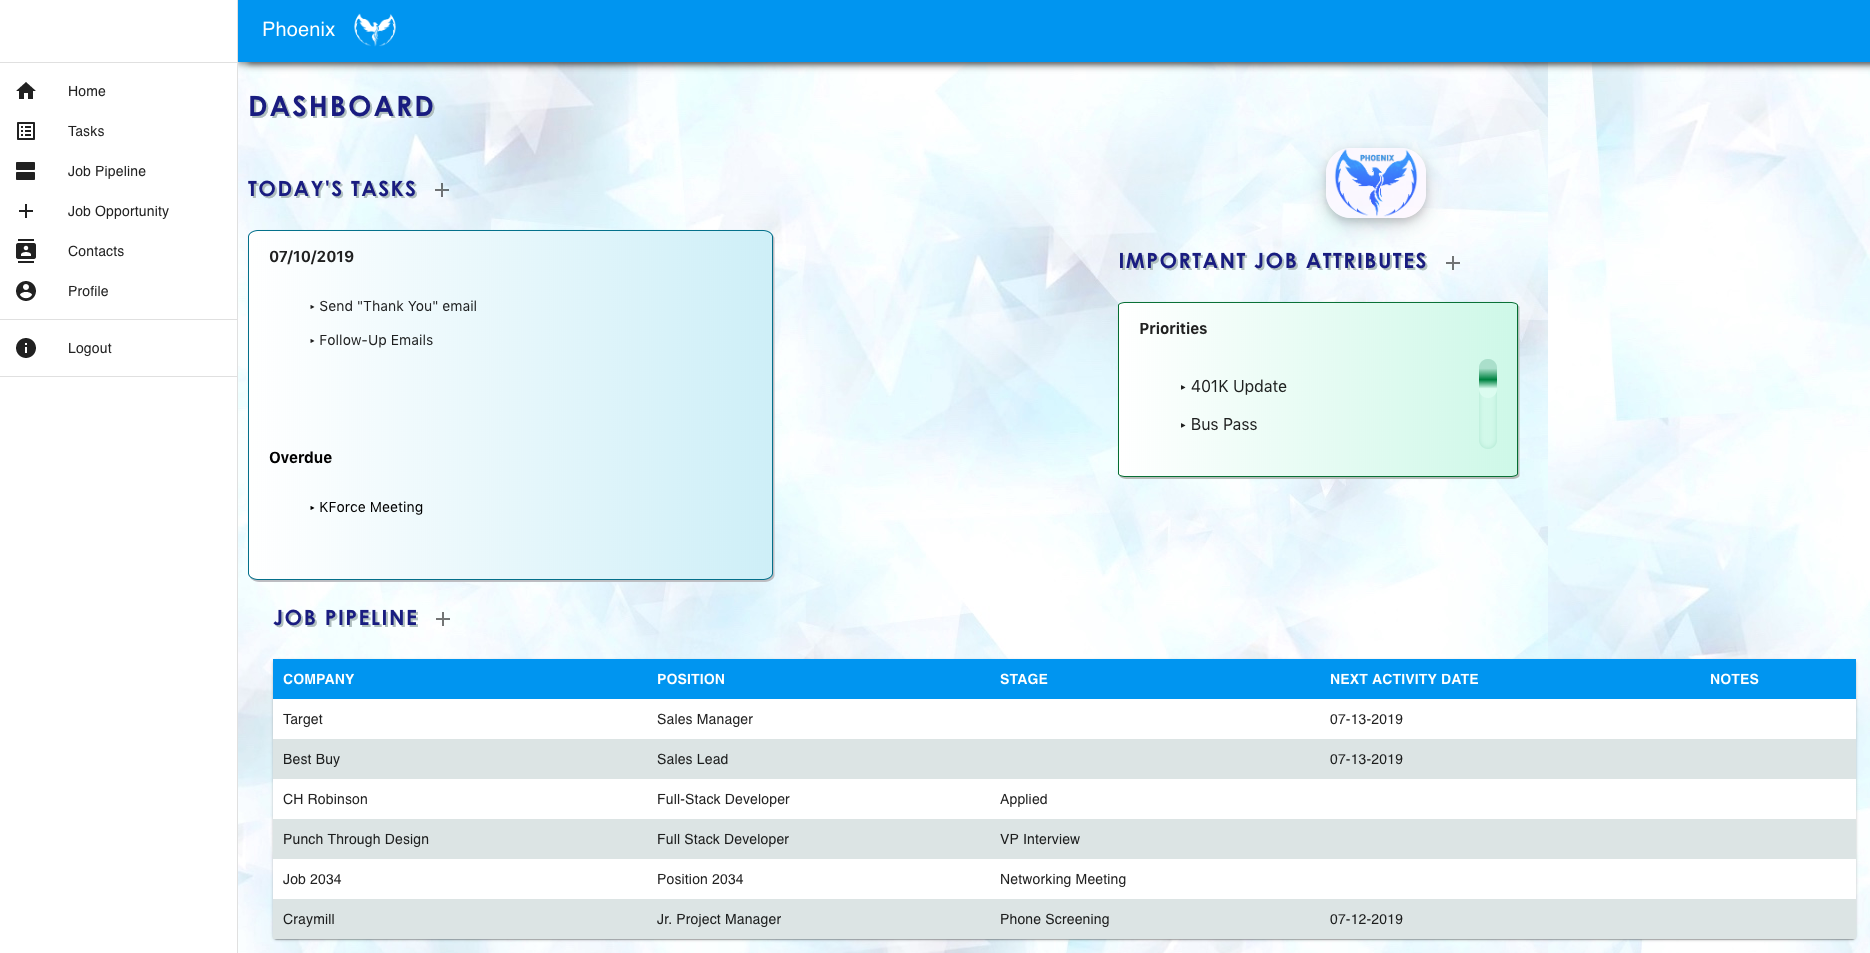 Phoenix
Home
Tasks
Job Pipeline
Job Opportunity
Contacts
Profile
Logout
DASHBOARD
TODAY'S TASKS +
07/10/2019
‣ Send "Thank You" email
‣ Follow-Up Emails
Overdue
‣ KForce Meeting
PHOENIX
IMPORTANT JOB ATTRIBUTES +
Priorities
‣ 401K Update
‣ Bus Pass
JOB PIPELINE +
COMPANY POSITION STAGE NEXT ACTIVITY DATE NOTES
Target Sales Manager 07-13-2019
Best Buy Sales Lead 07-13-2019
CH Robinson Full-Stack Developer Applied
Punch Through Design Full Stack Developer VP Interview
Job 2034 Position 2034 Networking Meeting
Craymill Jr. Project Manager Phone Screening 07-12-2019